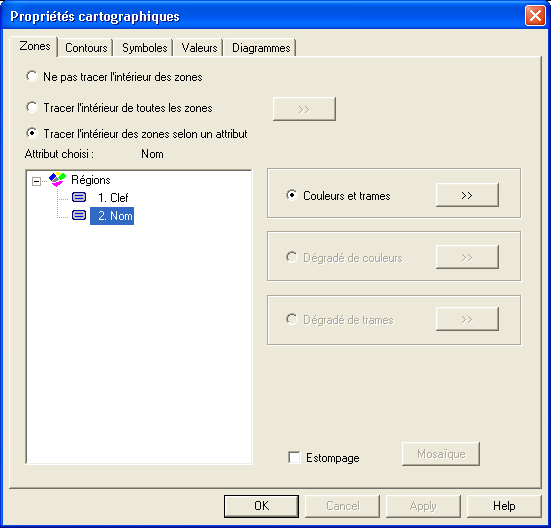 Propriétés cartographiques
Zones Contours Symboles Valeurs Diagrammes
Ne pas tracer l'intérieur des zones
Tracer l'intérieur de toutes les zones >>
Tracer l'intérieur des zones selon un attribut
Attribut choisi : Nom
Régions
1. Clef
2. Nom
Couleurs et trames >>
Dégradé de couleurs >>
Dégradé de trames >>
Estompage Mosaïque
OK Cancel Apply Help